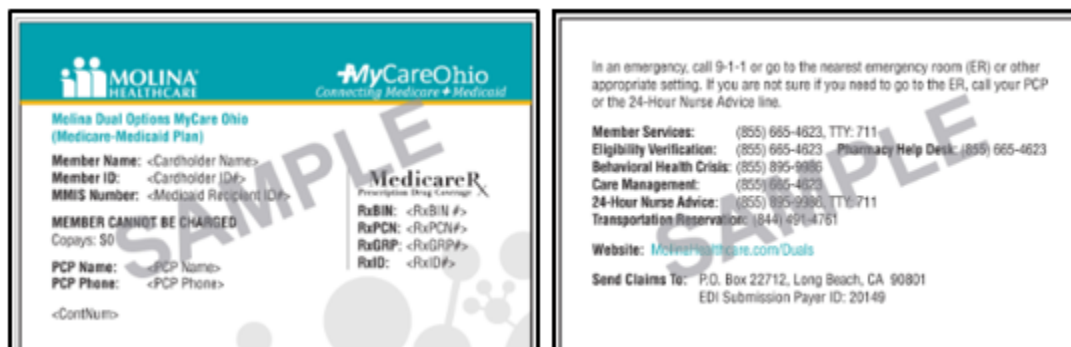 MOLINA
HEALTHCARE
MyCareOhio
Connecting Medicare + Medicaid
Molina Dual Options MyCare Ohio
(Medicare-Medicaid Plan)
Member Name: <Cardholder Name>
Member ID: <Cardholder ID#>
MMIS Number: <Medicaid Recipient ID#>
MEMBER CANNOT BE CHARGED
Copays: $0
PCP Name: <PCP Name>
PCP Phone: <PCP Phone>
<ContNum>
MedicareRx
Prescription Drug Coverage
RxBIN: <RxBIN #>
RxPCN: <RxPCN#>
RxGRP: <RxGRP#>
RxID: <RxID#>
SAMPLE
In an emergency, call 9-1-1 or go to the nearest emergency room (ER) or other
appropriate setting. If you are not sure if you need to go to the ER, call your PCP
or the 24-Hour Nurse Advice line.
Member Services: (855) 665-4623, TTY: 711
Eligibility Verification: (855) 665-4623 Pharmacy Help Desk: (855) 665-4623
Behavioral Health Crisis: (855) 895-9986
Care Management: (855) 665-4623
24-Hour Nurse Advice: (855) 895-9986, TTY: 711
Transportation Reservation: (844) 491-4761
Website: MolinaHealthcare.com/Duals
Send Claims To: P.O. Box 22712, Long Beach, CA 90801
EDI Submission Payer ID: 20149
SAMPLE